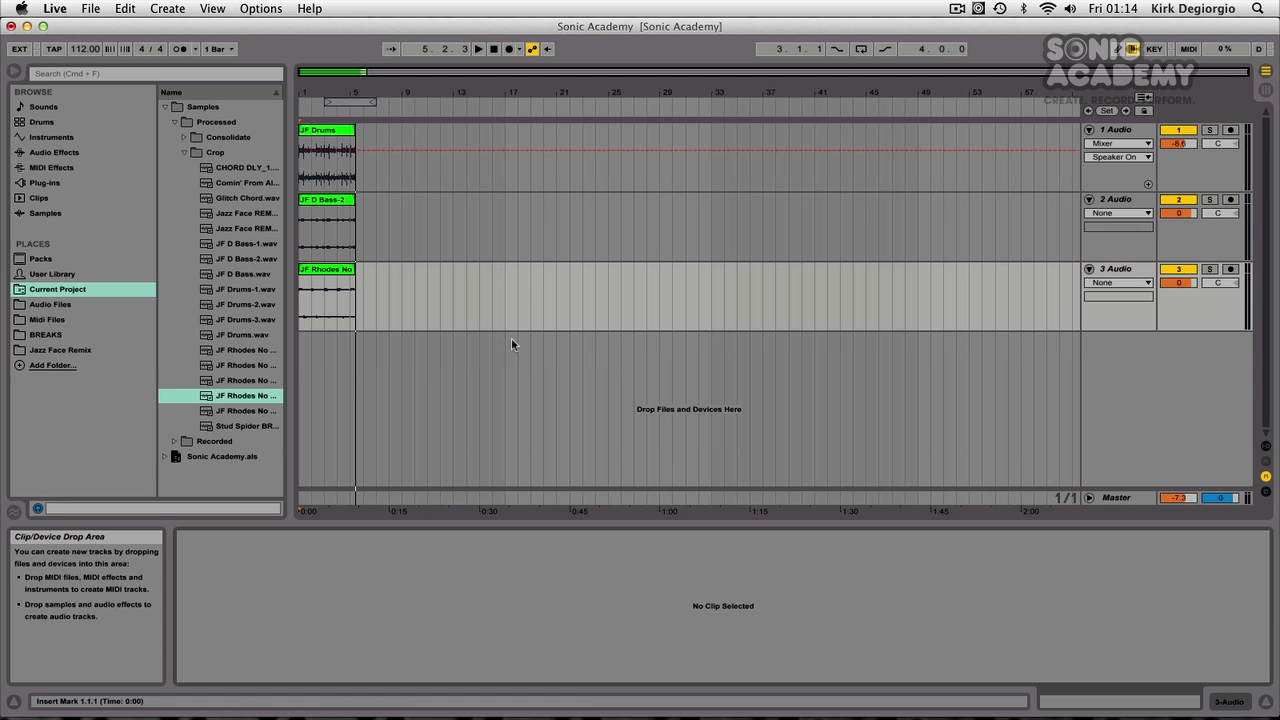 Live File Edit Create View Options Help Fri 01:14 Kirk Degiorgio
Sonic Academy [Sonic Academy]
EXT TAP 112.00 4 / 4 1 Bar 5. 2. 3 3. 1. 1 4. 0. 0 KEY MIDI 0 % D
SONIC ACADEMY
CREATE. RECORD. PERFORM.
Search (Cmd + F)
BROWSE
Sounds
Drums
Instruments
Audio Effects
MIDI Effects
Plug-ins
Clips
Samples
PLACES
Packs
User Library
Current Project
Audio Files
Midi Files
BREAKS
Jazz Face Remix
Add Folder...
Name
Samples
Processed
Consolidate
Crop
CHORD DLY_1....
Comin' From Al...
Glitch Chord.wav
Jazz Face REM...
Jazz Face REM...
JF D Bass-1.wav
JF D Bass-2.wav
JF D Bass.wav
JF Drums-1.wav
JF Drums-2.wav
JF Drums-3.wav
JF Drums.wav
JF Rhodes No ...
JF Rhodes No ...
JF Rhodes No ...
JF Rhodes No ...
JF Rhodes No ...
Stud Spider BR...
Recorded
Sonic Academy.als
1 5 9 13 17 21 25 29 33 37 41 45 49 53 57
Set
JF Drums
JF D Bass-2
JF Rhodes No
1 Audio 1 S
Mixer -8.6 C
Speaker On
2 Audio 2 S
None 0 C
3 Audio 3 S
None 0 C
Drop Files and Devices Here
1/1 Master -7.3 0
0:00 0:15 0:30 0:45 1:00 1:15 1:30 1:45 2:00
Clip/Device Drop Area
You can create new tracks by dropping
files and devices into this area:
Drop MIDI files, MIDI effects and
instruments to create MIDI tracks.
Drop samples and audio effects to
create audio tracks.
No Clip Selected
Insert Mark 1.1.1 (Time: 0:00)
3-Audio